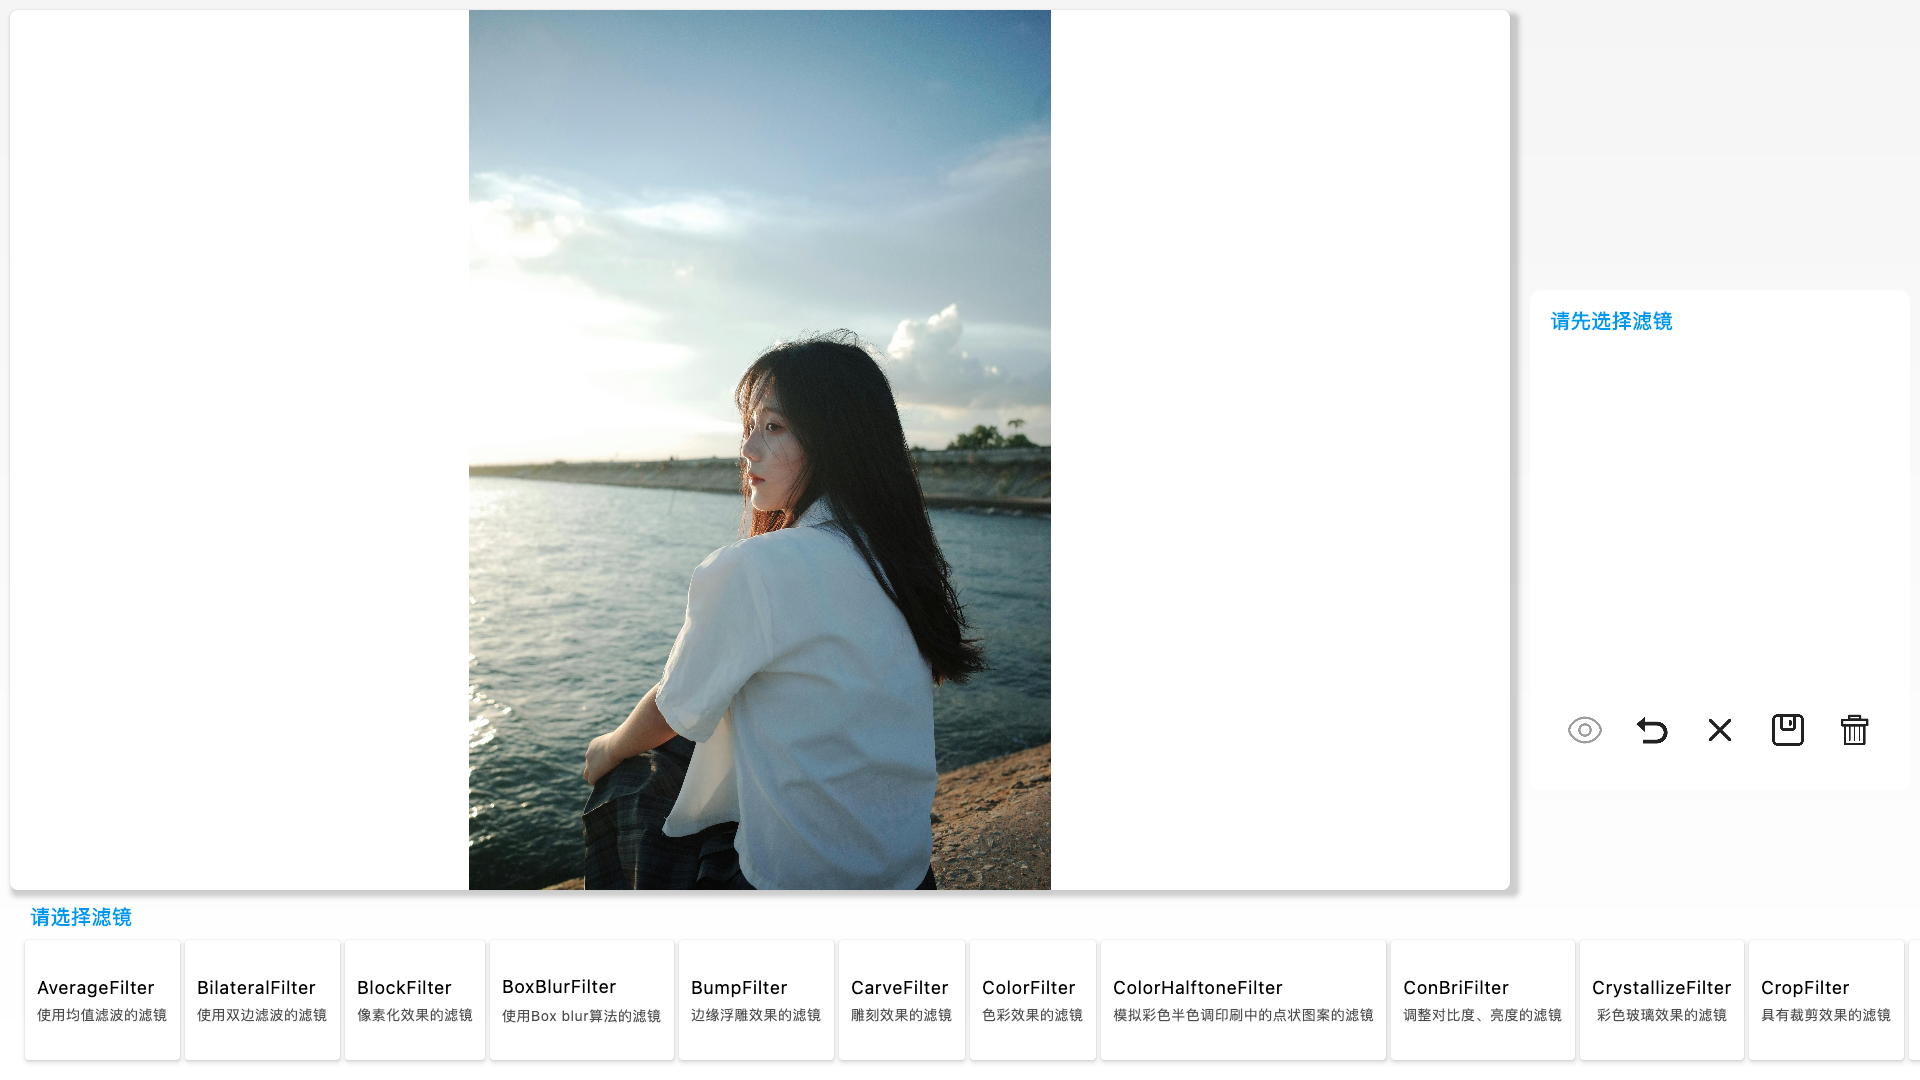 请先选择滤镜
请选择滤镜
AverageFilter
使用均值滤波的滤镜
BilateralFilter
使用双边滤波的滤镜
BlockFilter
像素化效果的滤镜
BoxBlurFilter
使用Box blur算法的滤镜
BumpFilter
边缘浮雕效果的滤镜
CarveFilter
雕刻效果的滤镜
ColorFilter
色彩效果的滤镜
ColorHalftoneFilter
模拟彩色半色调印刷中的点状图案的滤镜
ConBriFilter
调整对比度、亮度的滤镜
CrystallizeFilter
彩色玻璃效果的滤镜
CropFilter
具有裁剪效果的滤镜